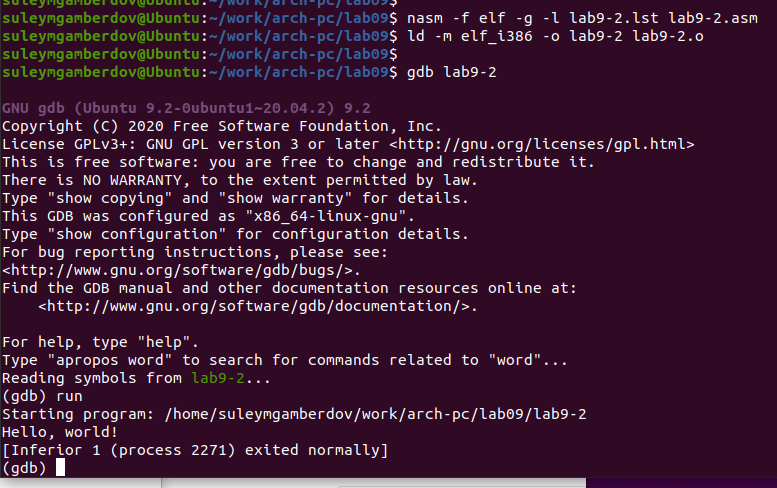 suleymgamberdov@Ubuntu:~/work/arch-pc/lab09$
suleymgamberdov@Ubuntu:~/work/arch-pc/lab09$ nasm -f elf -g -l lab9-2.lst lab9-2.asm
suleymgamberdov@Ubuntu:~/work/arch-pc/lab09$ ld -m elf_i386 -o lab9-2 lab9-2.o
suleymgamberdov@Ubuntu:~/work/arch-pc/lab09$
suleymgamberdov@Ubuntu:~/work/arch-pc/lab09$ gdb lab9-2
GNU gdb (Ubuntu 9.2-0ubuntu1~20.04.2) 9.2
Copyright (C) 2020 Free Software Foundation, Inc.
License GPLv3+: GNU GPL version 3 or later <http://gnu.org/licenses/gpl.html>
This is free software: you are free to change and redistribute it.
There is NO WARRANTY, to the extent permitted by law.
Type "show copying" and "show warranty" for details.
This GDB was configured as "x86_64-linux-gnu".
Type "show configuration" for configuration details.
For bug reporting instructions, please see:
<http://www.gnu.org/software/gdb/bugs/>.
Find the GDB manual and other documentation resources online at:
    <http://www.gnu.org/software/gdb/documentation/>.
For help, type "help".
Type "apropos word" to search for commands related to "word"...
Reading symbols from lab9-2...
(gdb) run
Starting program: /home/suleymgamberdov/work/arch-pc/lab09/lab9-2
Hello, world!
[Inferior 1 (process 2271) exited normally]
(gdb)